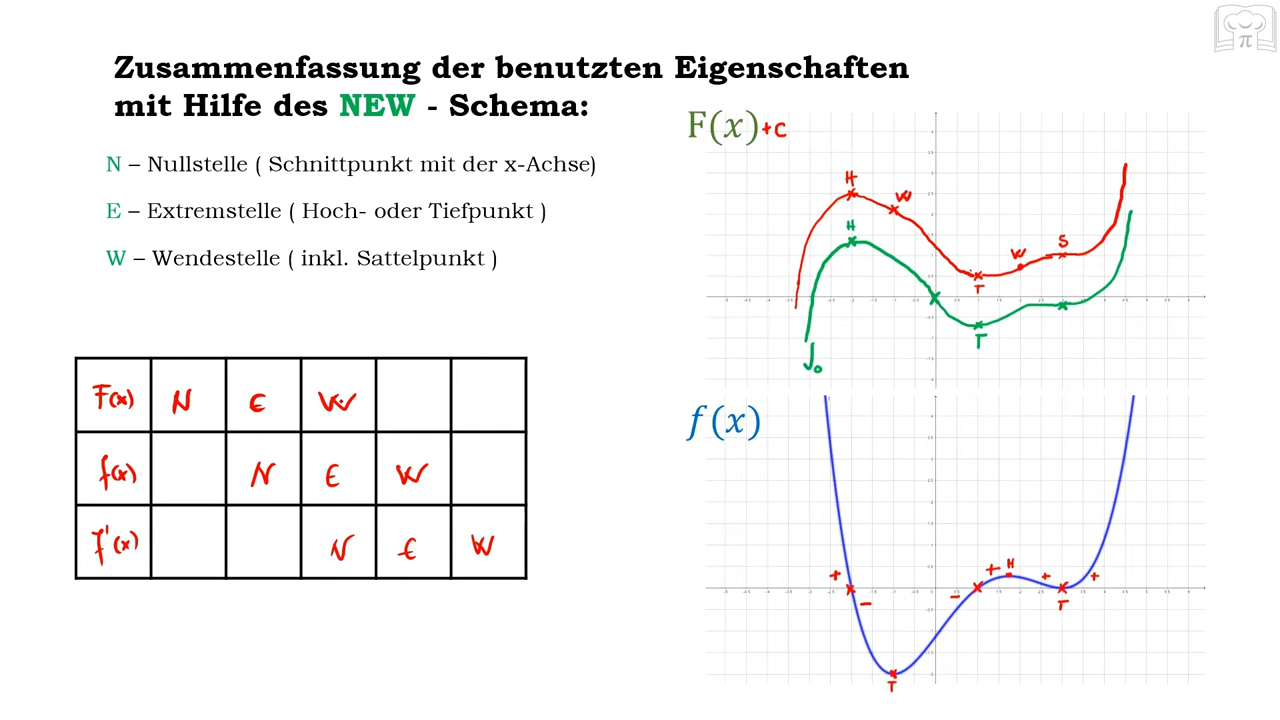 Zusammenfassung der benutzten Eigenschaften
mit Hilfe des NEW - Schema:
N – Nullstelle ( Schnittpunkt mit der x-Achse)
E – Extremstelle ( Hoch- oder Tiefpunkt )
W – Wendestelle ( inkl. Sattelpunkt )
F(x) N E W
f(x) N E W
f'(x) N E W
π
F(x) +c
H
W
H
S
W
T
T
J₀
f(x)
+ - - + H + +
T
T